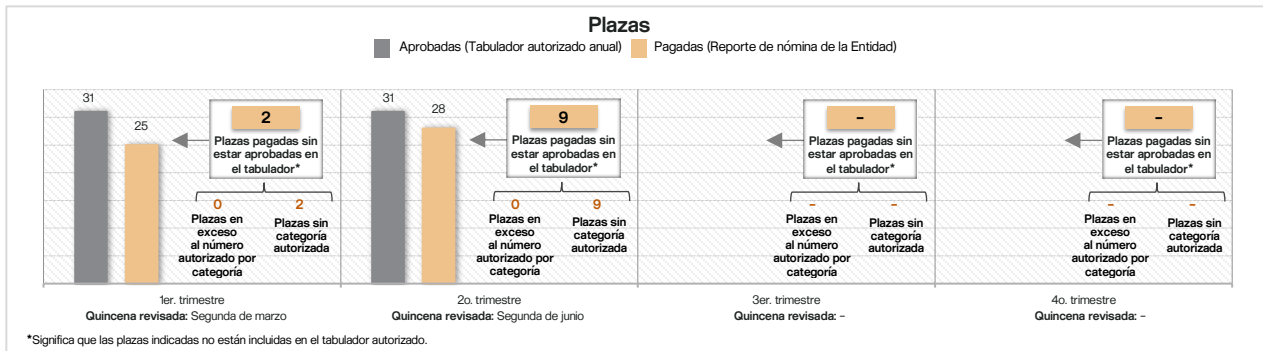 Plazas
Aprobadas (Tabulador autorizado anual)
Pagadas (Reporte de nómina de la Entidad)
31
25
2
Plazas pagadas sin
estar aprobadas en
el tabulador*
0
2
Plazas en
exceso
al número
autorizado por
categoría
Plazas sin
categoría
autorizada
1er. trimestre
Quincena revisada: Segunda de marzo
31
28
9
Plazas pagadas sin
estar aprobadas en
el tabulador*
0
9
Plazas en
exceso
al número
autorizado por
categoría
Plazas sin
categoría
autorizada
2o. trimestre
Quincena revisada: Segunda de junio
-
Plazas pagadas sin
estar aprobadas en
el tabulador*
-
-
Plazas en
exceso
al número
autorizado por
categoría
Plazas sin
categoría
autorizada
3er. trimestre
Quincena revisada: -
-
Plazas pagadas sin
estar aprobadas en
el tabulador*
-
-
Plazas en
exceso
al número
autorizado por
categoría
Plazas sin
categoría
autorizada
4o. trimestre
Quincena revisada: -
*Significa que las plazas indicadas no están incluidas en el tabulador autorizado.